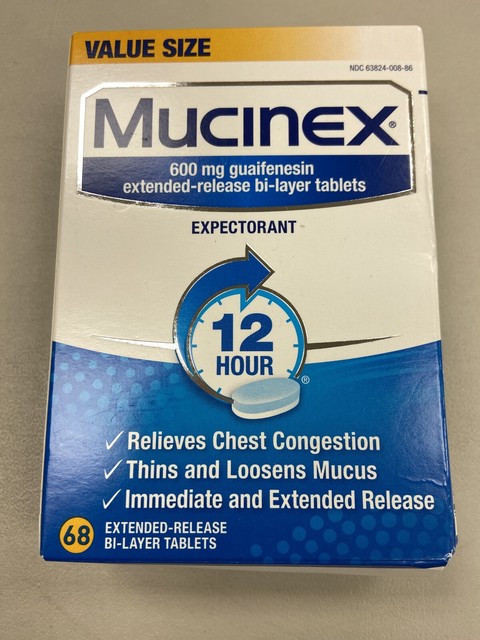 VALUE SIZE
NDC 63824-008-86
Mucinex®
600 mg guaifenesin
extended-release bi-layer tablets
EXPECTORANT
12
HOUR
®
✓ Relieves Chest Congestion
✓ Thins and Loosens Mucus
✓ Immediate and Extended Release
68 EXTENDED-RELEASE
BI-LAYER TABLETS